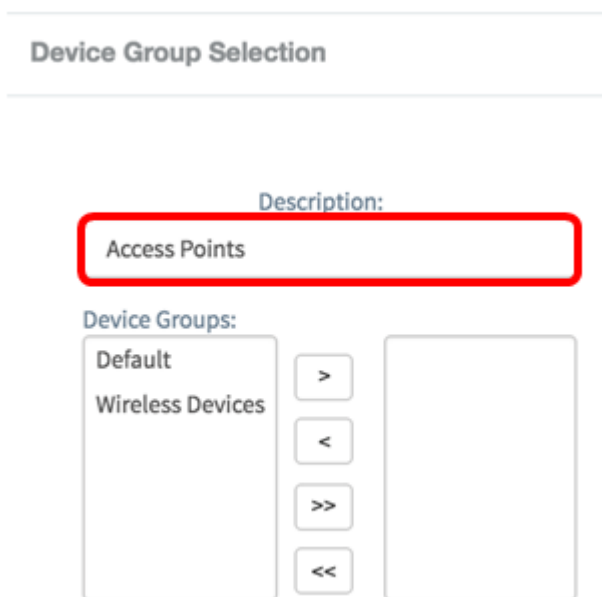 Device Group Selection
Description:
Access Points
Device Groups:
Default
Wireless Devices
>
<
>>
<<